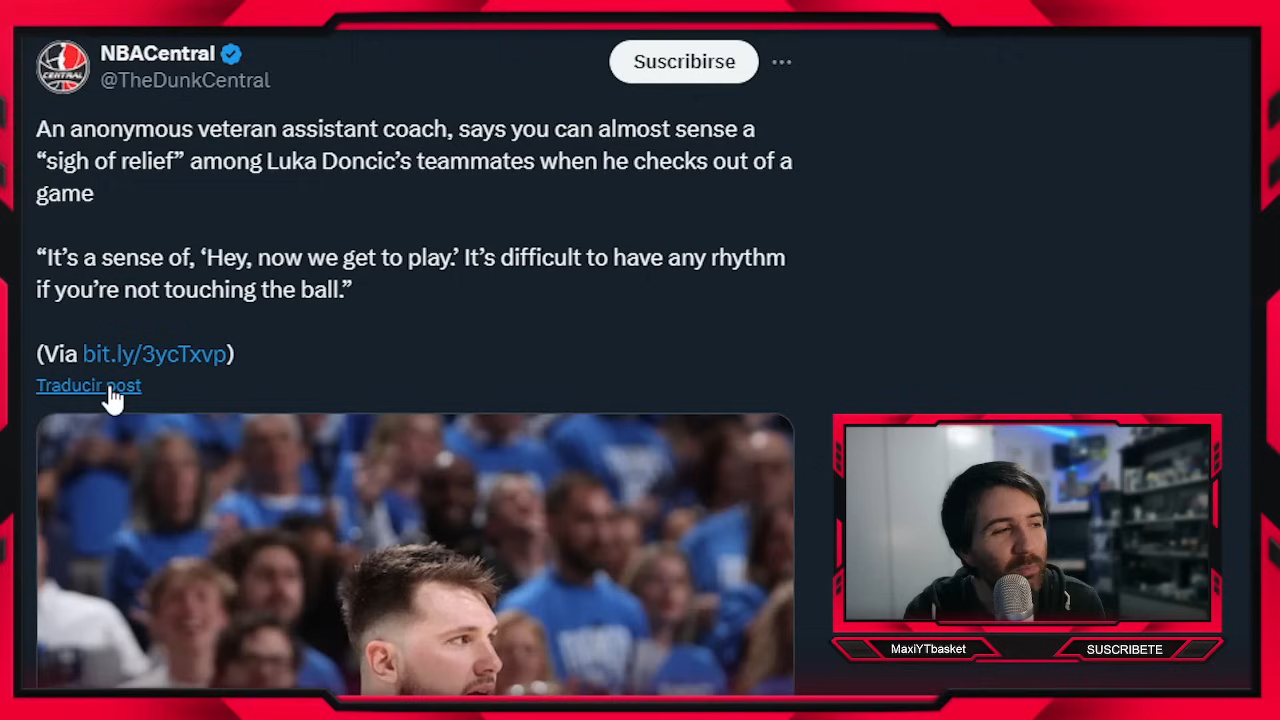 NBACentral
@TheDunkCentral
Suscribirse
An anonymous veteran assistant coach, says you can almost sense a
“sigh of relief” among Luka Doncic’s teammates when he checks out of a
game
“It’s a sense of, ‘Hey, now we get to play.’ It’s difficult to have any rhythm
if you’re not touching the ball.”
(Via bit.ly/3ycTxvp)
Traducir post
CENTRAL
MaxiYTbasket
SUSCRIBETE